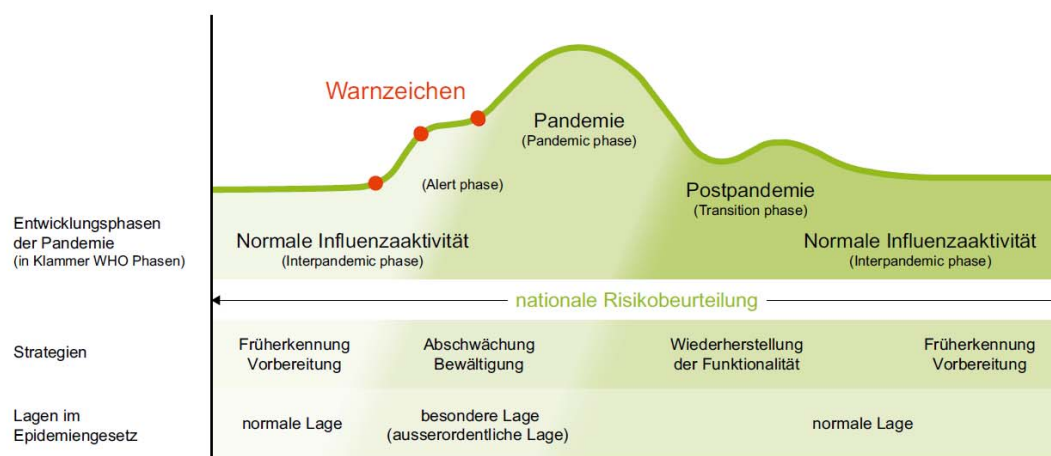 Warnzeichen
Pandemie
(Pandemic phase)
(Alert phase)
Postpandemie
(Transition phase)
Entwicklungsphasen
der Pandemie
(in Klammer WHO Phasen)
Normale Influenzaaktivität
(Interpandemic phase)
Normale Influenzaaktivität
(Interpandemic phase)
nationale Risikobeurteilung
Strategien
Früherkennung
Vorbereitung
Abschwächung
Bewältigung
Wiederherstellung
der Funktionalität
Früherkennung
Vorbereitung
Lagen im
Epidemiengesetz
normale Lage
besondere Lage
(ausserordentliche Lage)
normale Lage